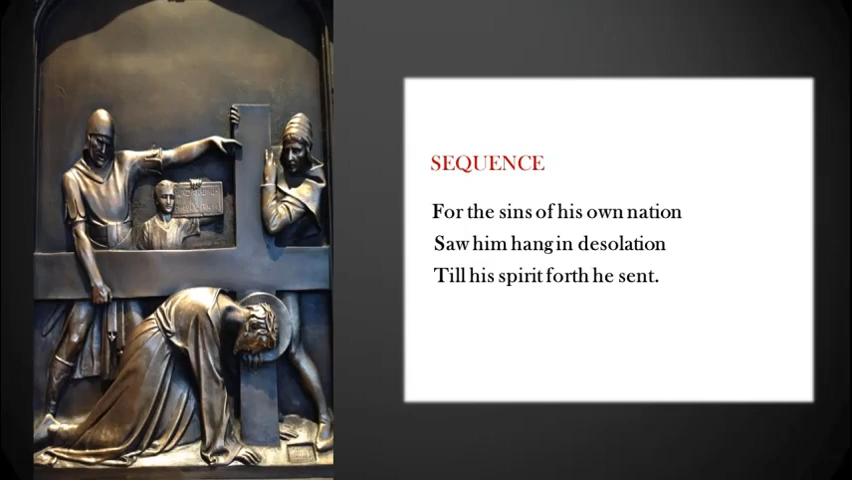 SEQUENCE
For the sins of his own nation
Saw him hang in desolation
Till his spirit forth he sent.